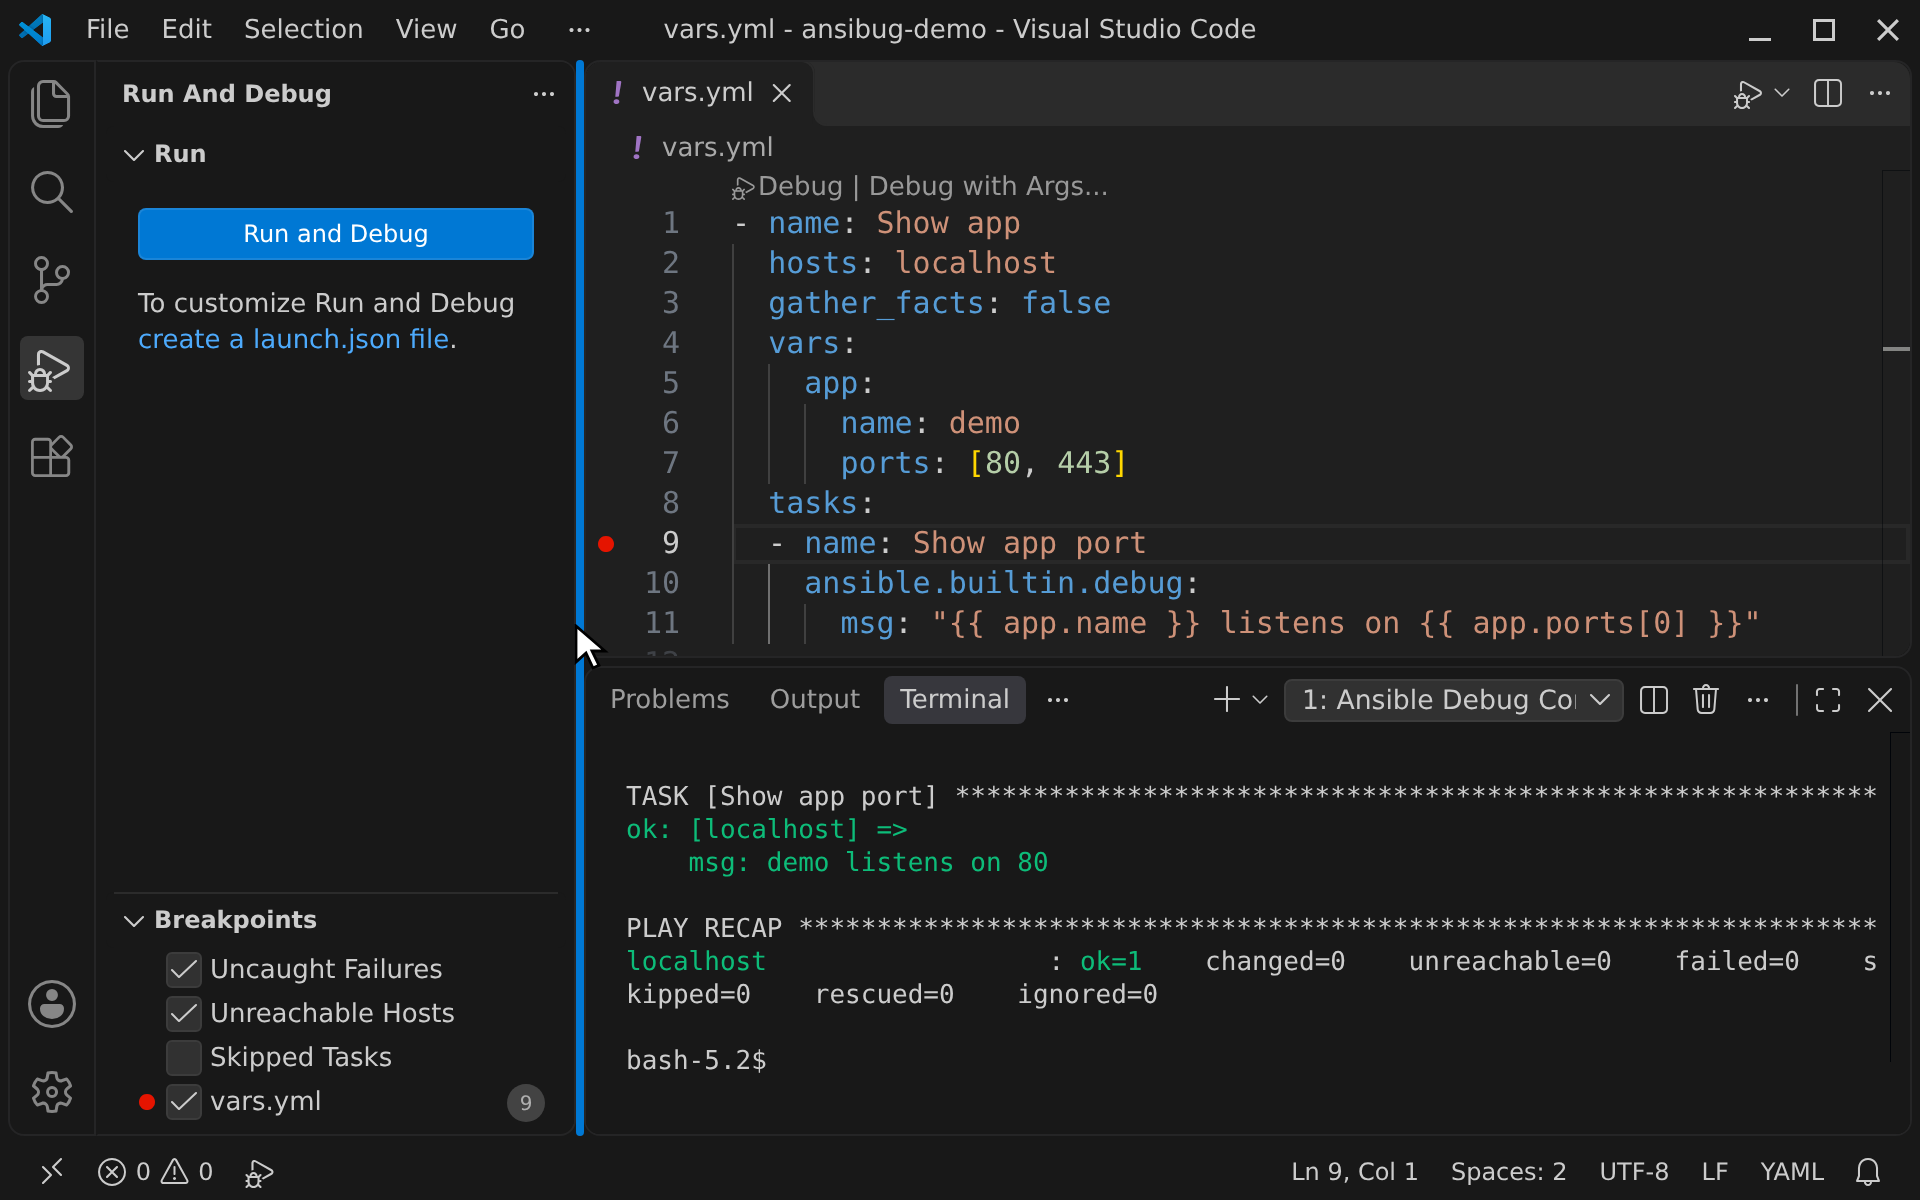 File Edit Selection View Go ··· vars.yml - ansibug-demo - Visual Studio Code
Run And Debug
Run
Run and Debug
To customize Run and Debug
create a launch.json file.
Breakpoints
Uncaught Failures
Unreachable Hosts
Skipped Tasks
vars.yml 9
! vars.yml
! vars.yml
Debug | Debug with Args...
1 - name: Show app
2 hosts: localhost
3 gather_facts: false
4 vars:
5 app:
6 name: demo
7 ports: [80, 443]
8 tasks:
9 - name: Show app port
10 ansible.builtin.debug:
11 msg: "{{ app.name }} listens on {{ app.ports[0] }}"
Problems Output Terminal ··· 1: Ansible Debug Co
TASK [Show app port] ***********************************************************
ok: [localhost] =>
msg: demo listens on 80
PLAY RECAP *********************************************************************
localhost : ok=1 changed=0 unreachable=0 failed=0 s
kipped=0 rescued=0 ignored=0
bash-5.2$
0 0 Ln 9, Col 1 Spaces: 2 UTF-8 LF YAML